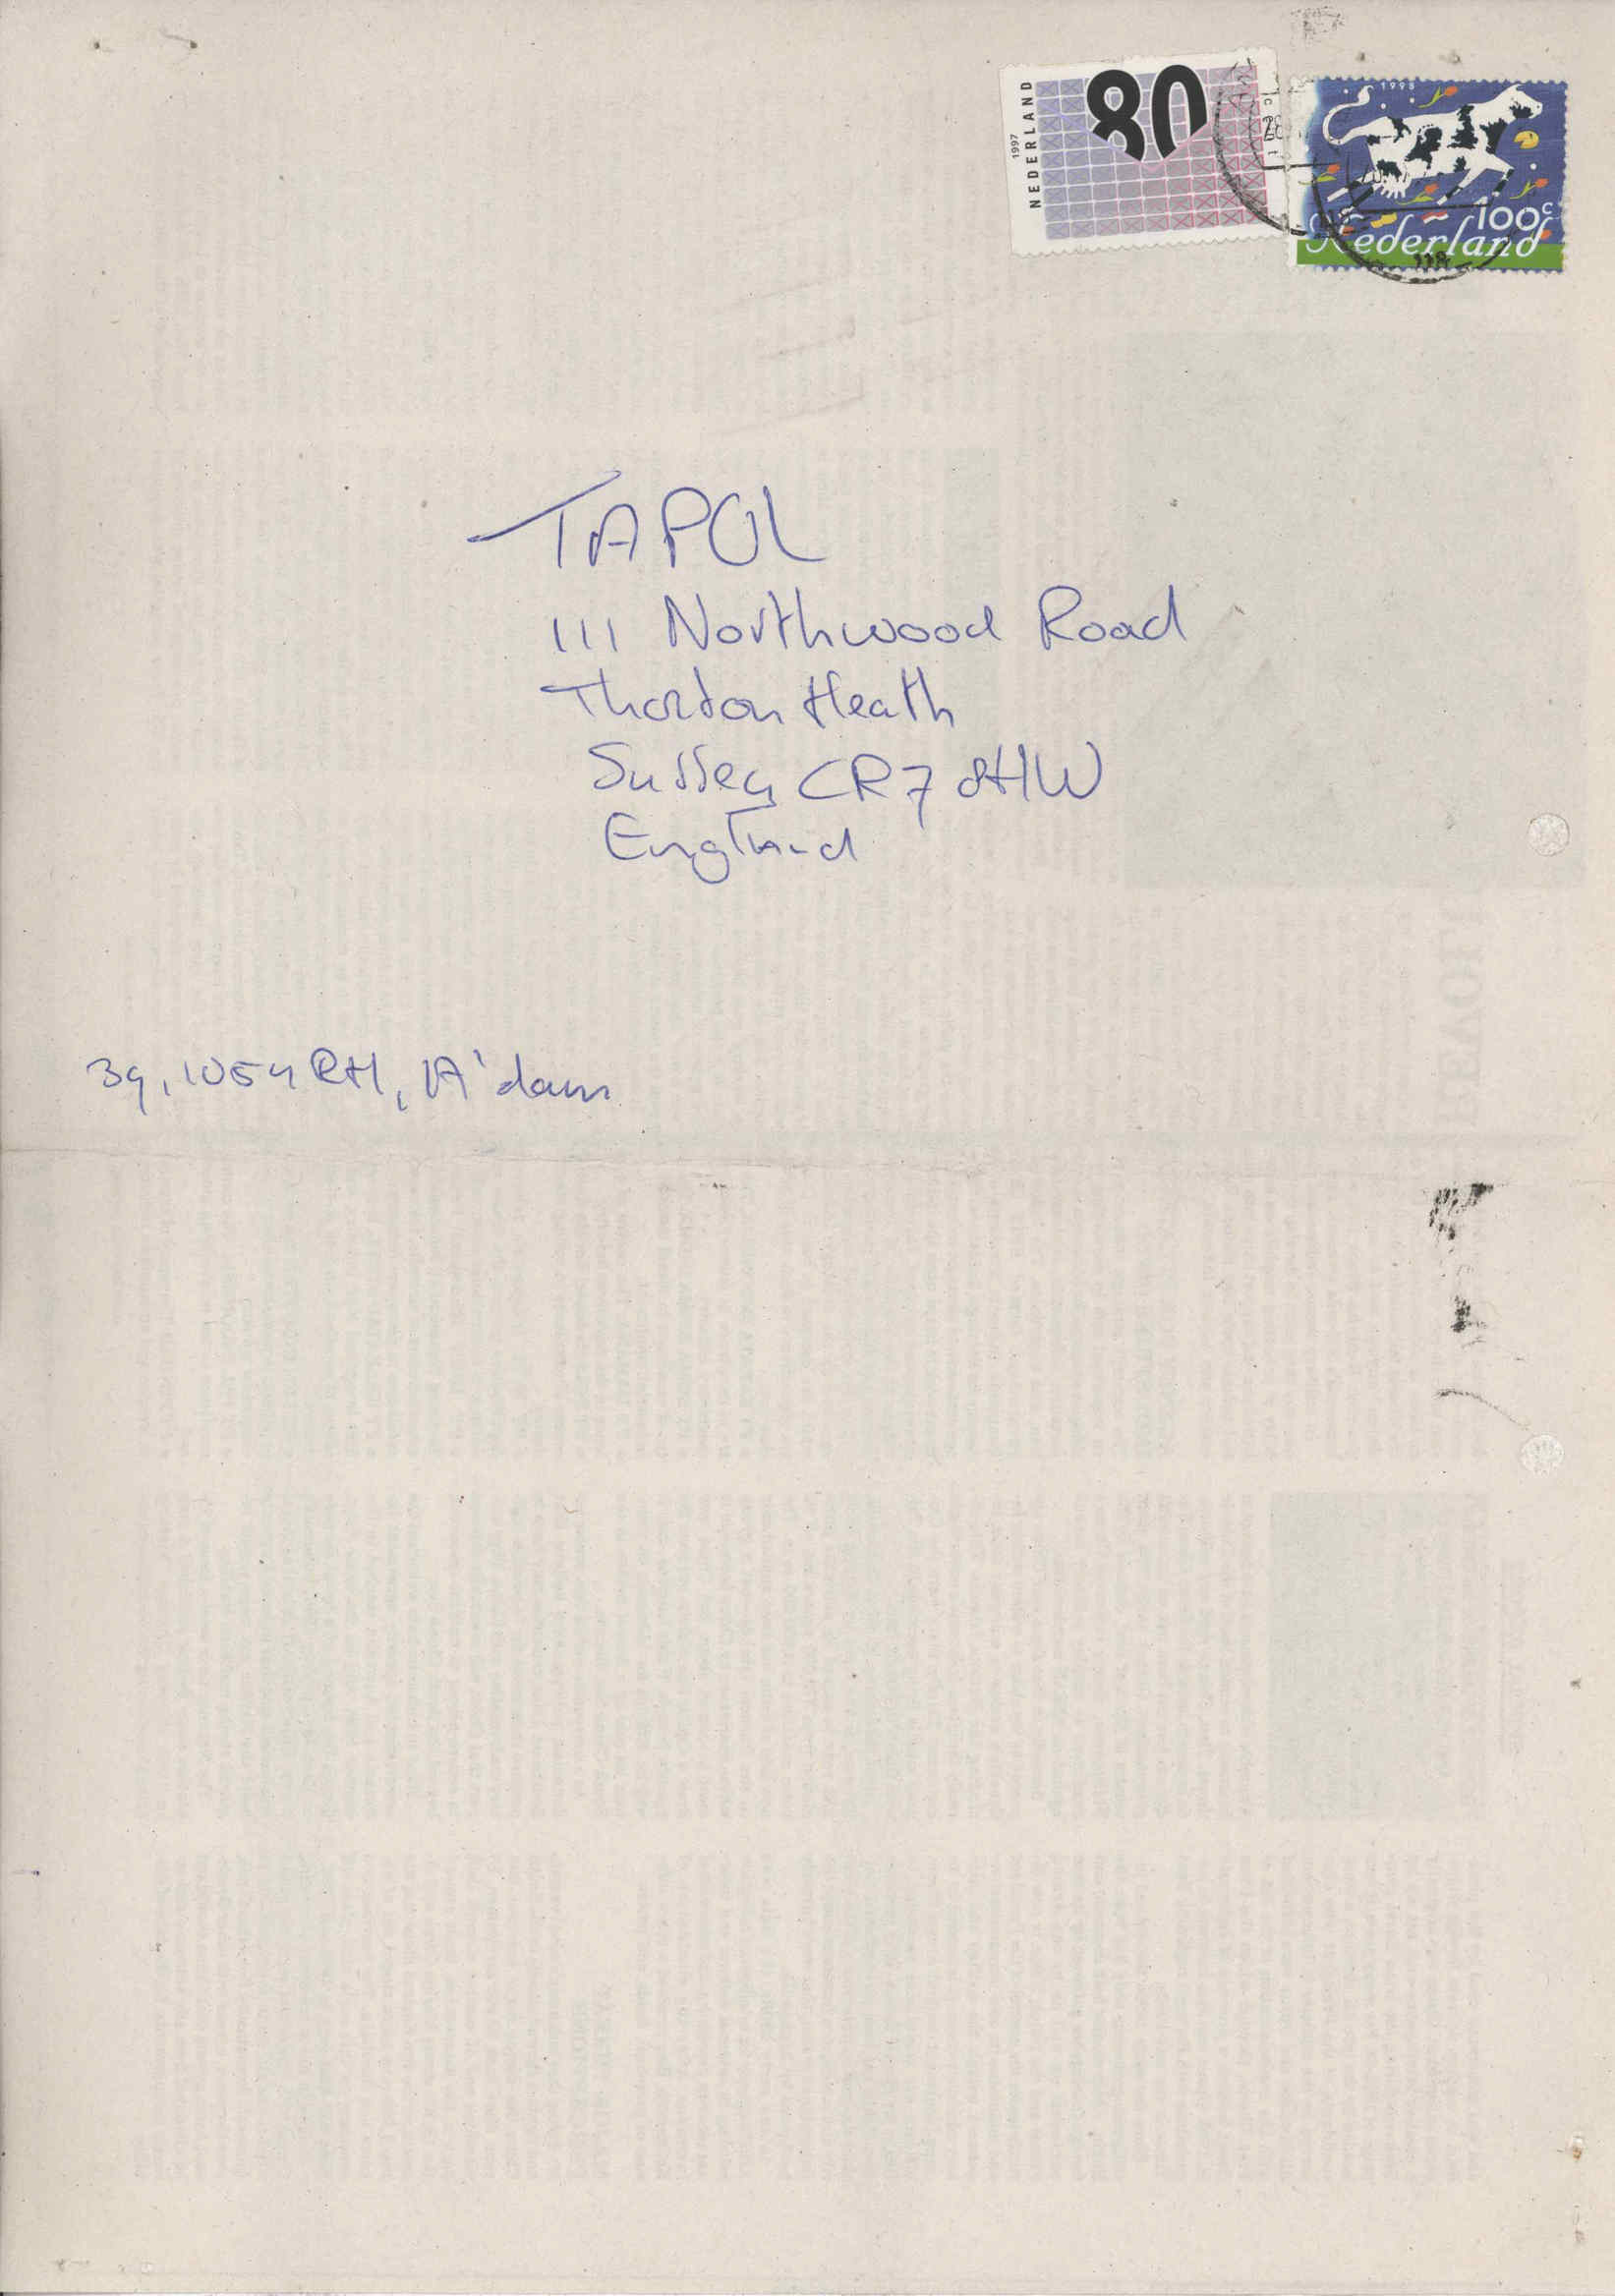 1997
NEDERLAND
80
1998
100c
Nederland
TAPOL
111 Northwood Road
Thorton Heath
Sussey CR7 8HW
England
39, 1054 RH, A'dam